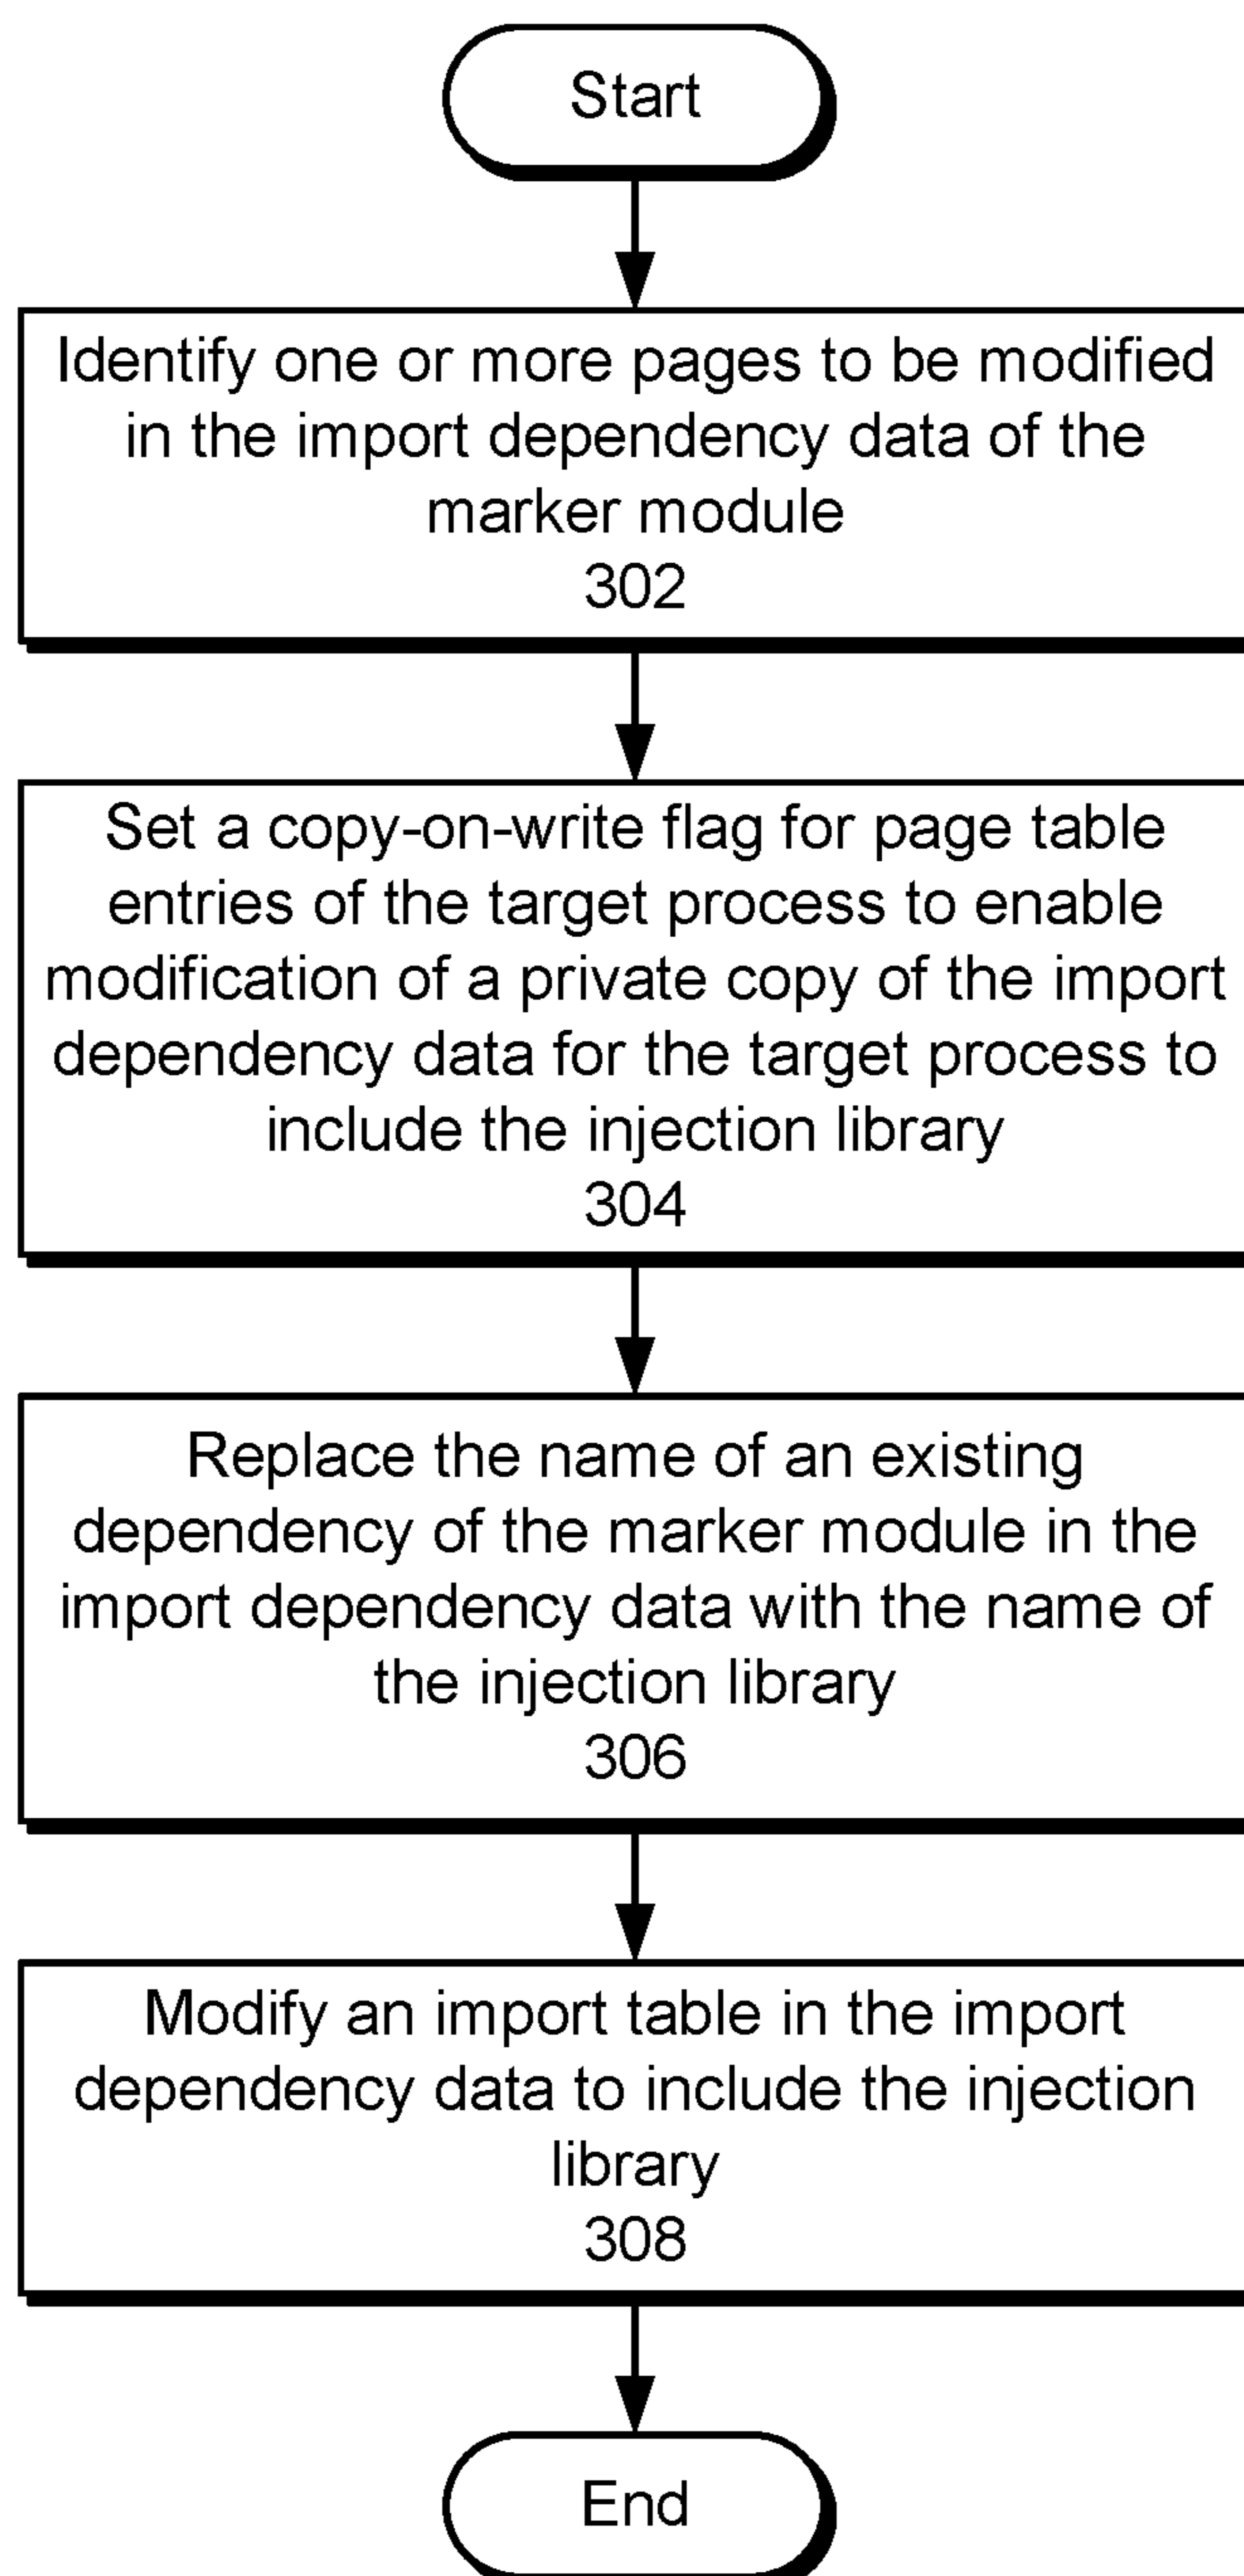 Start
Identify one or more pages to be modified
in the import dependency data of the
marker module
302
Set a copy-on-write flag for page table
entries of the target process to enable
modification of a private copy of the import
dependency data for the target process to
include the injection library
304
Replace the name of an existing
dependency of the marker module in the
import dependency data with the name of
the injection library
306
Modify an import table in the import
dependency data to include the injection
library
308
End